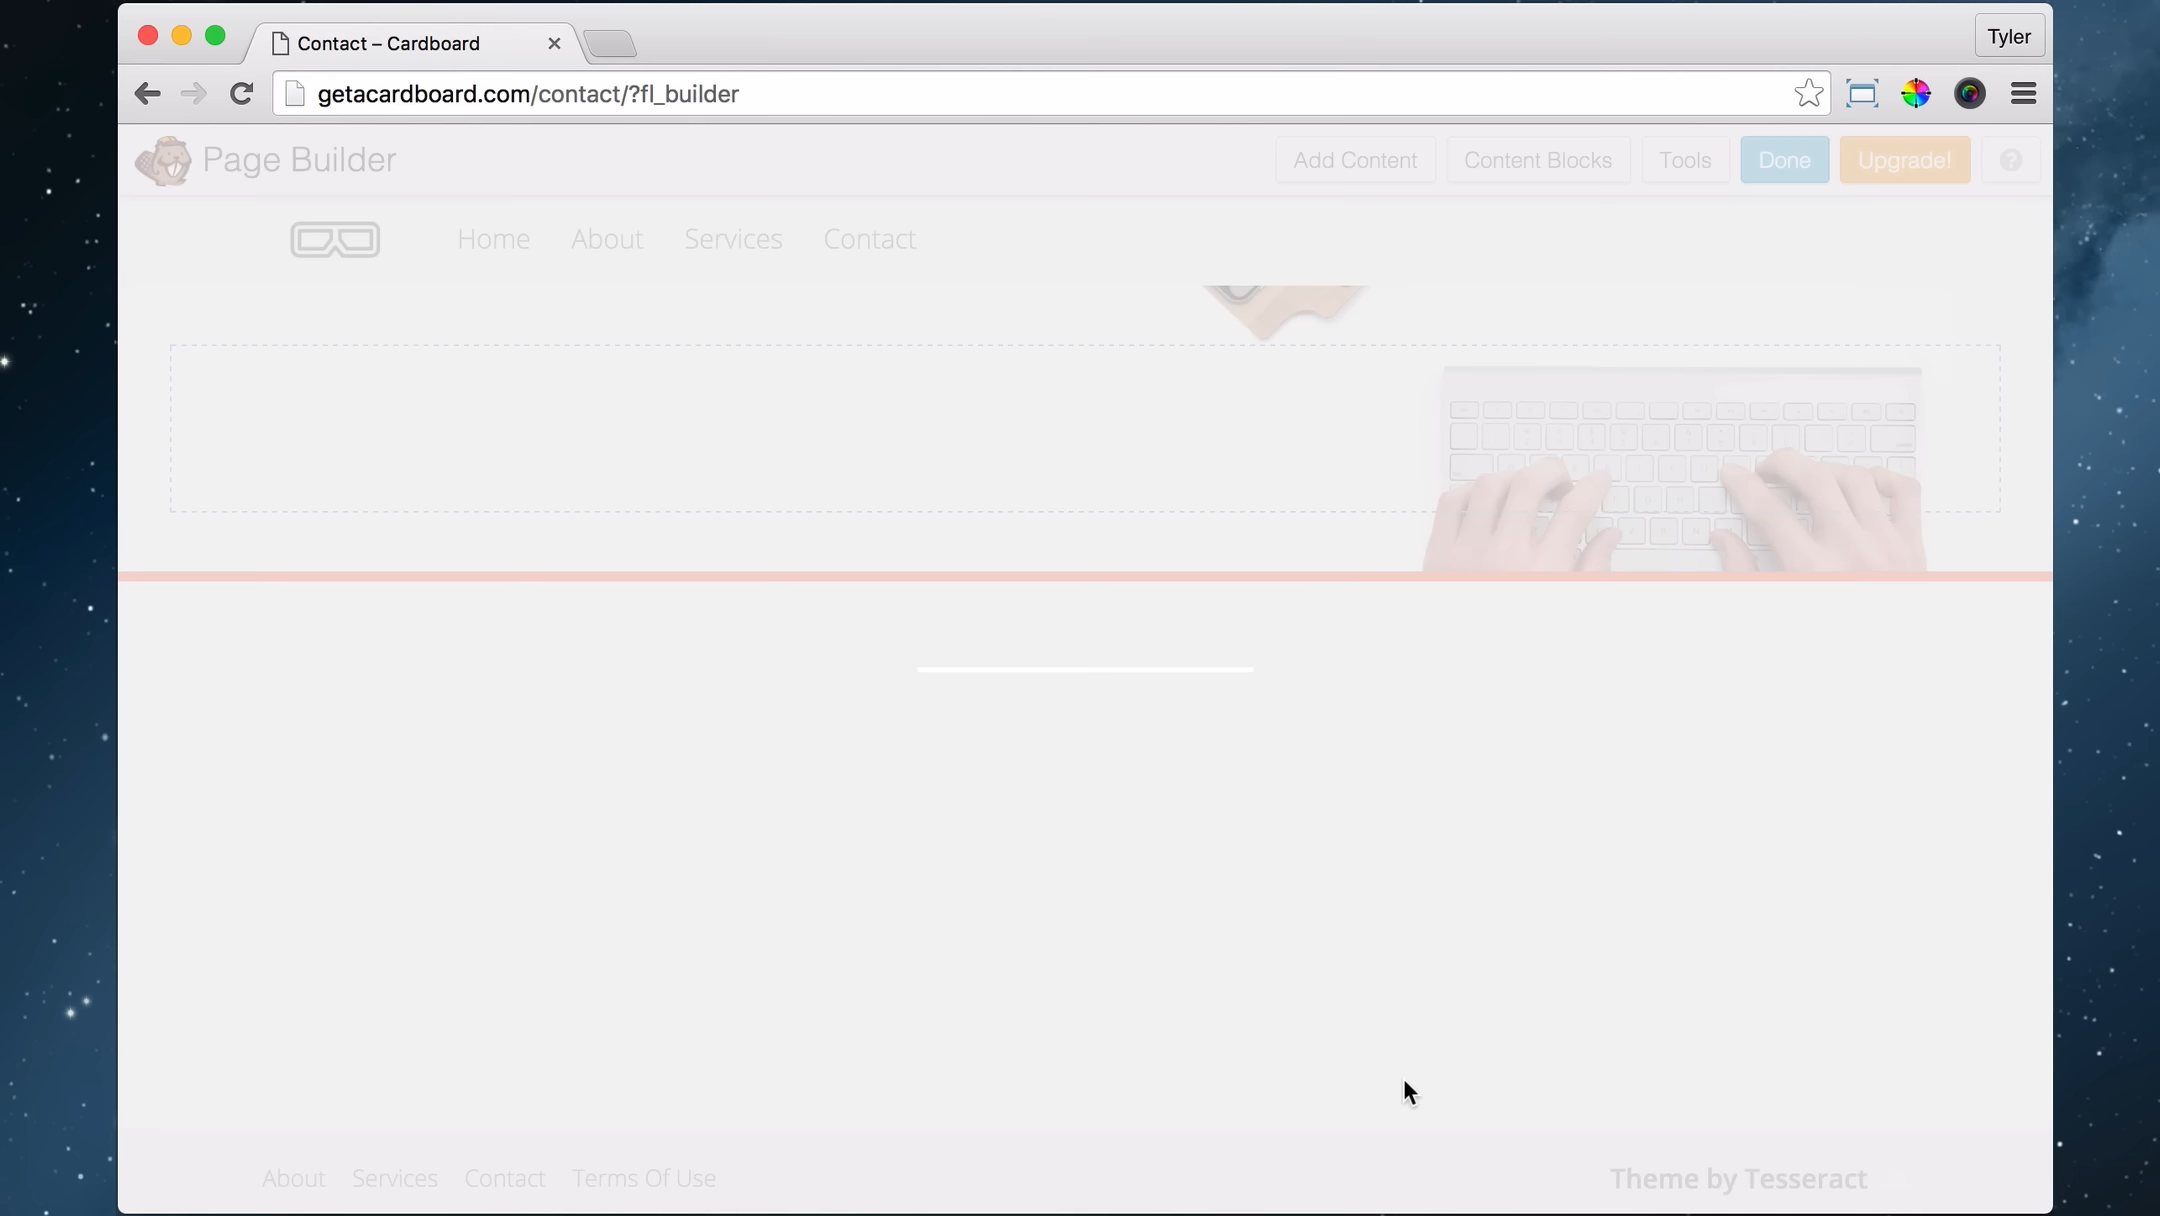 Contact – Cardboard
Tyler
getacardboard.com/contact/?fl_builder
Page Builder
Add Content
Content Blocks
Tools
Done
Upgrade!
?
Home
About
Services
Contact
About
Services
Contact
Terms Of Use
Theme by Tesseract